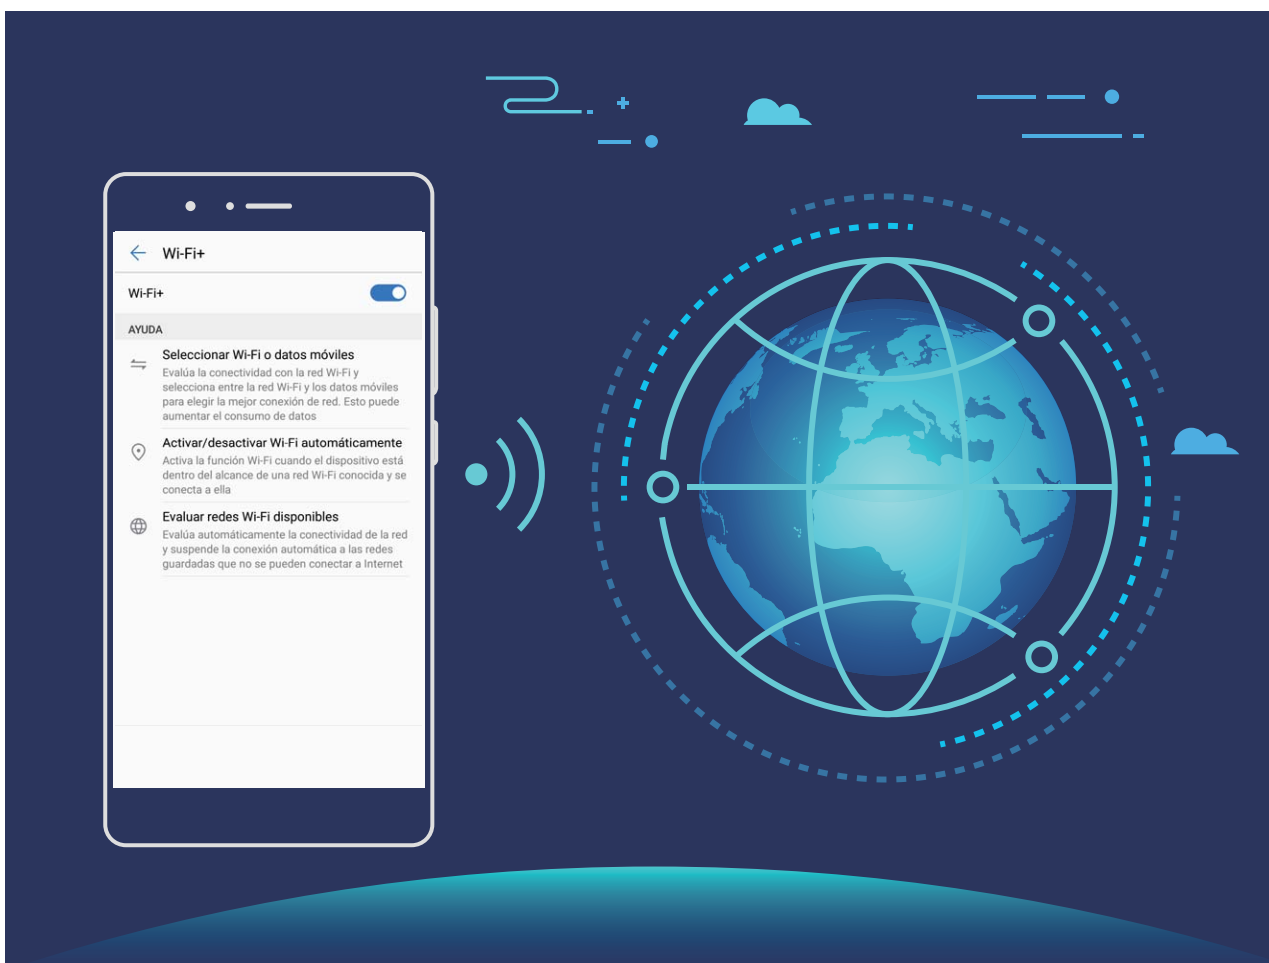 Wi-Fi+
Wi-Fi+
AYUDA
Seleccionar Wi-Fi o datos móviles
Evalúa la conectividad con la red Wi-Fi y
selecciona entre la red Wi-Fi y los datos móviles
para elegir la mejor conexión de red. Esto puede
aumentar el consumo de datos
Activar/desactivar Wi-Fi automáticamente
Activa la función Wi-Fi cuando el dispositivo está
dentro del alcance de una red Wi-Fi conocida y se
conecta a ella
Evaluar redes Wi-Fi disponibles
Evalúa automáticamente la conectividad de la red
y suspende la conexión automática a las redes
guardadas que no se pueden conectar a Internet